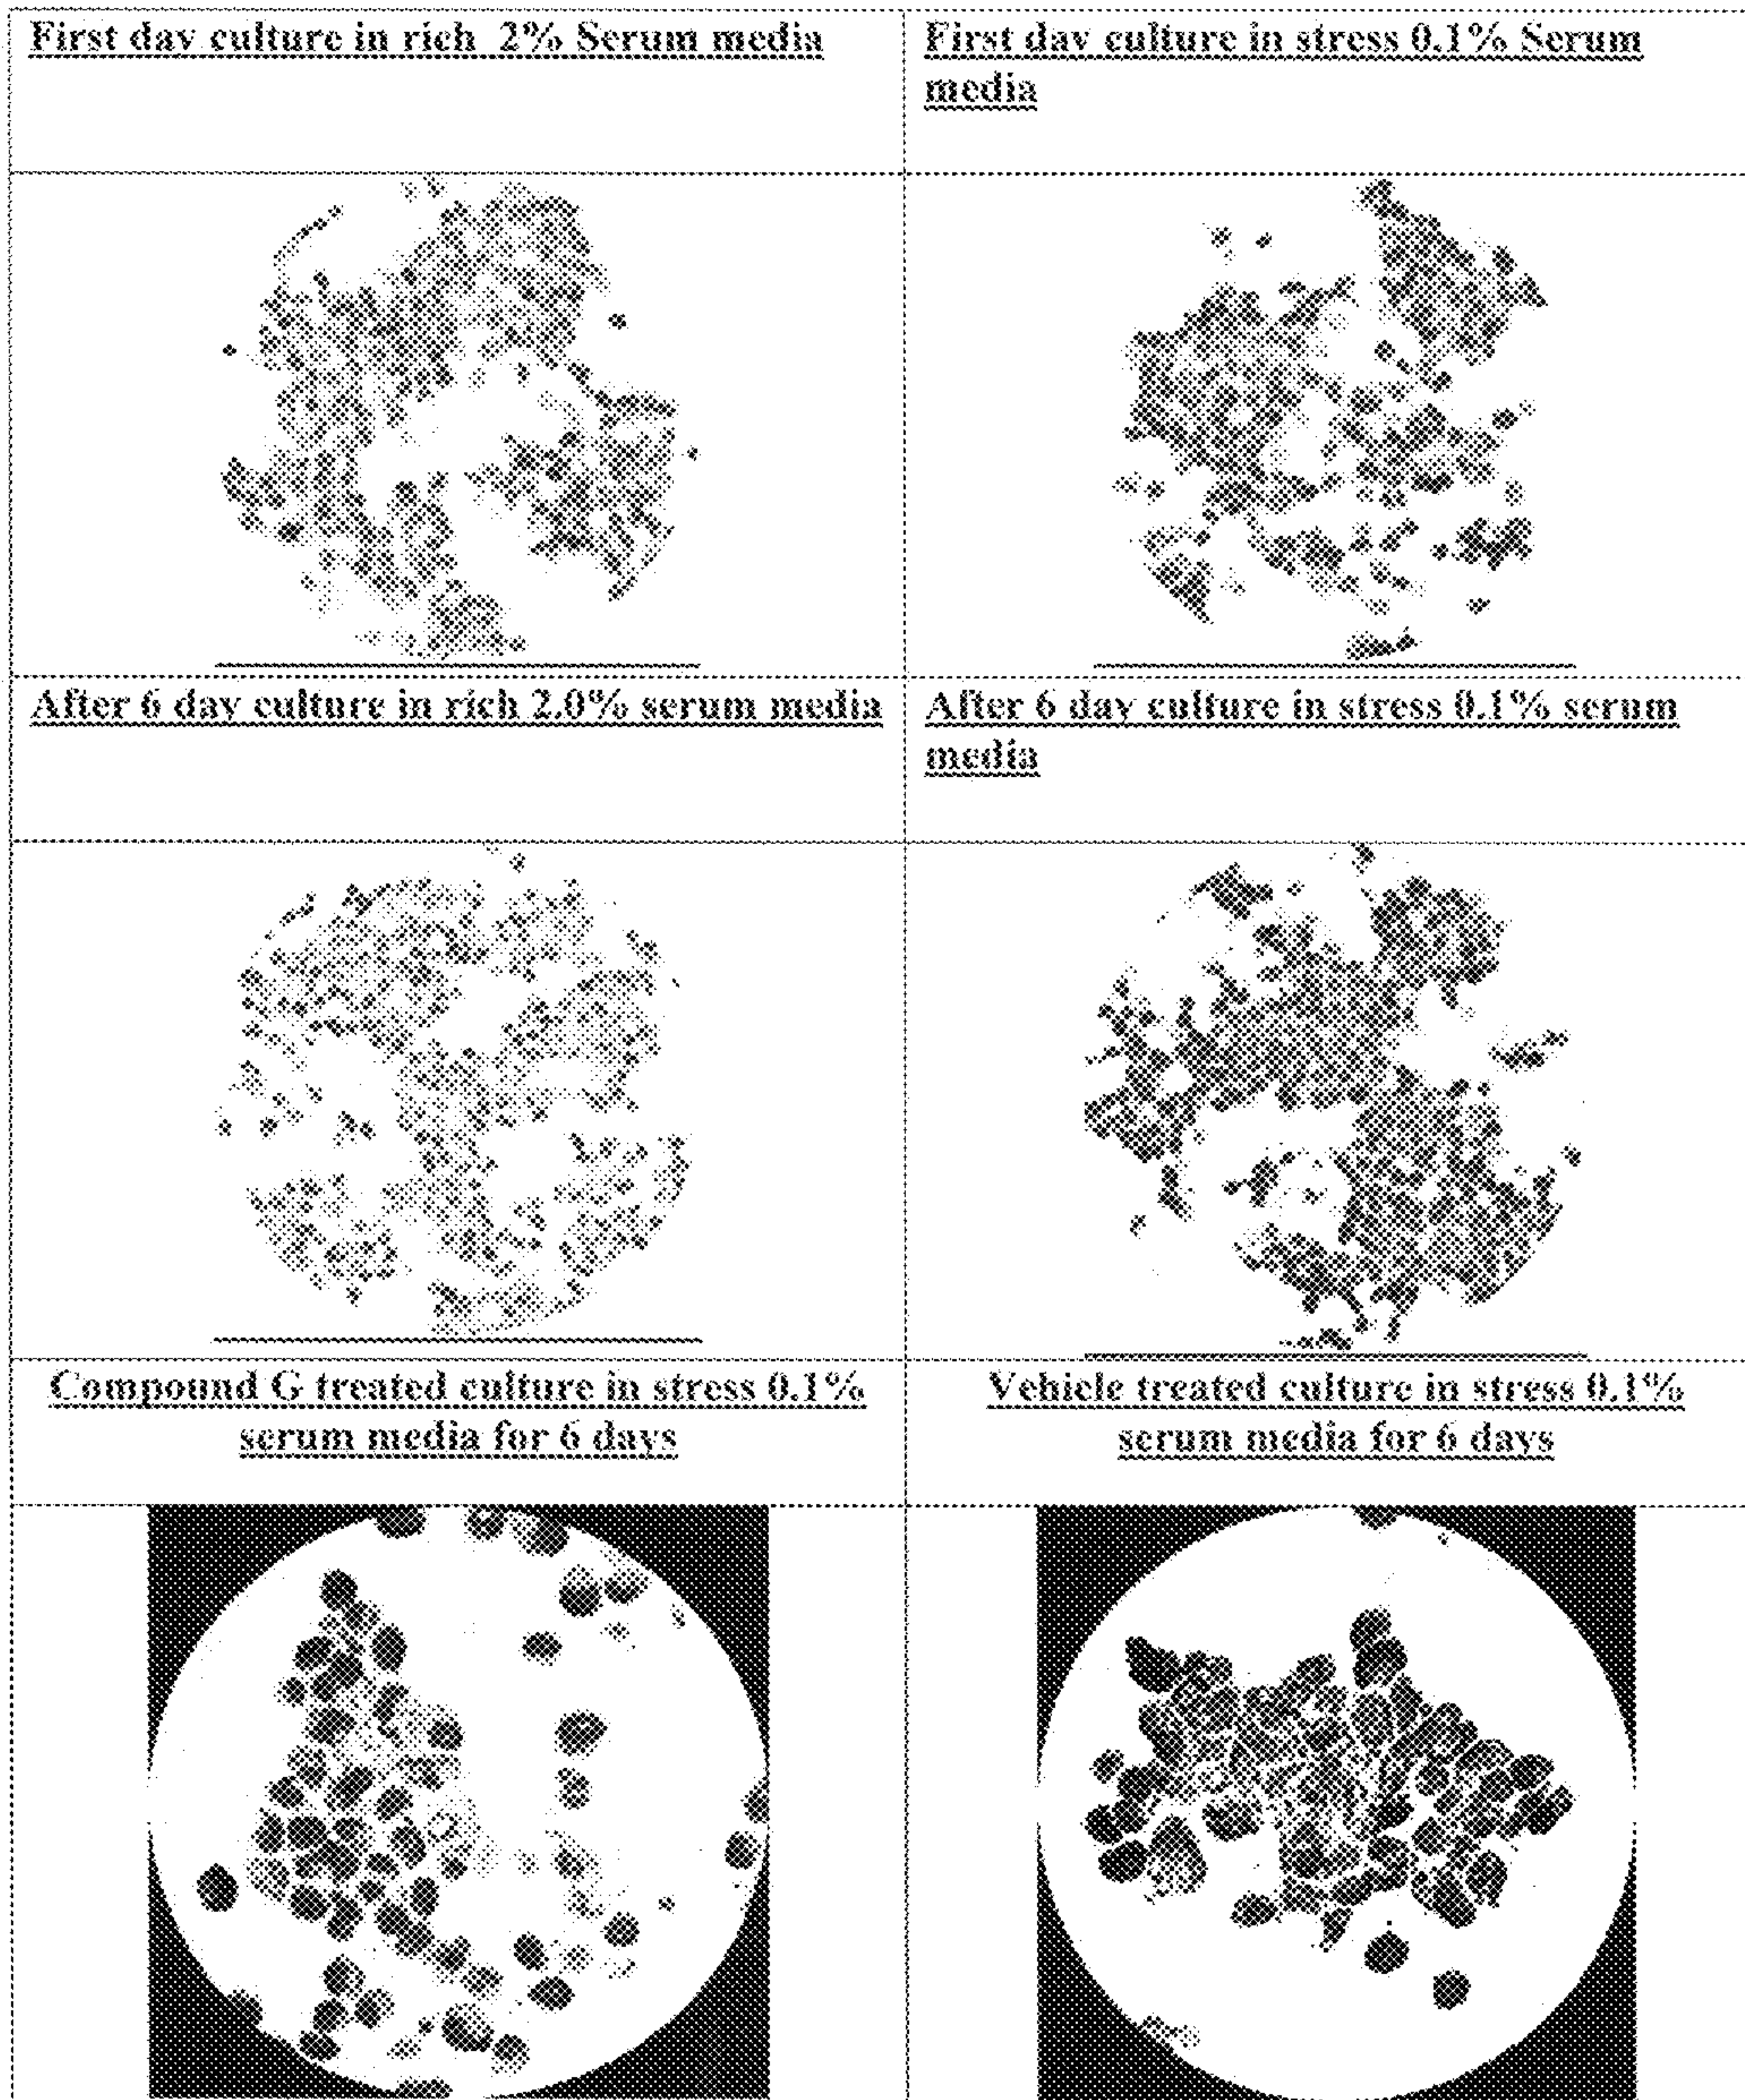 First day culture in rich 2% Serum media
First day culture in stress 0.1% Serum
media
After 6 day culture in rich 2.0% serum media
After 6 day culture in stress 0.1% serum
media
Compound G treated culture in stress 0.1%
serum media for 6 days
Vehicle treated culture in stress 0.1%
serum media for 6 days